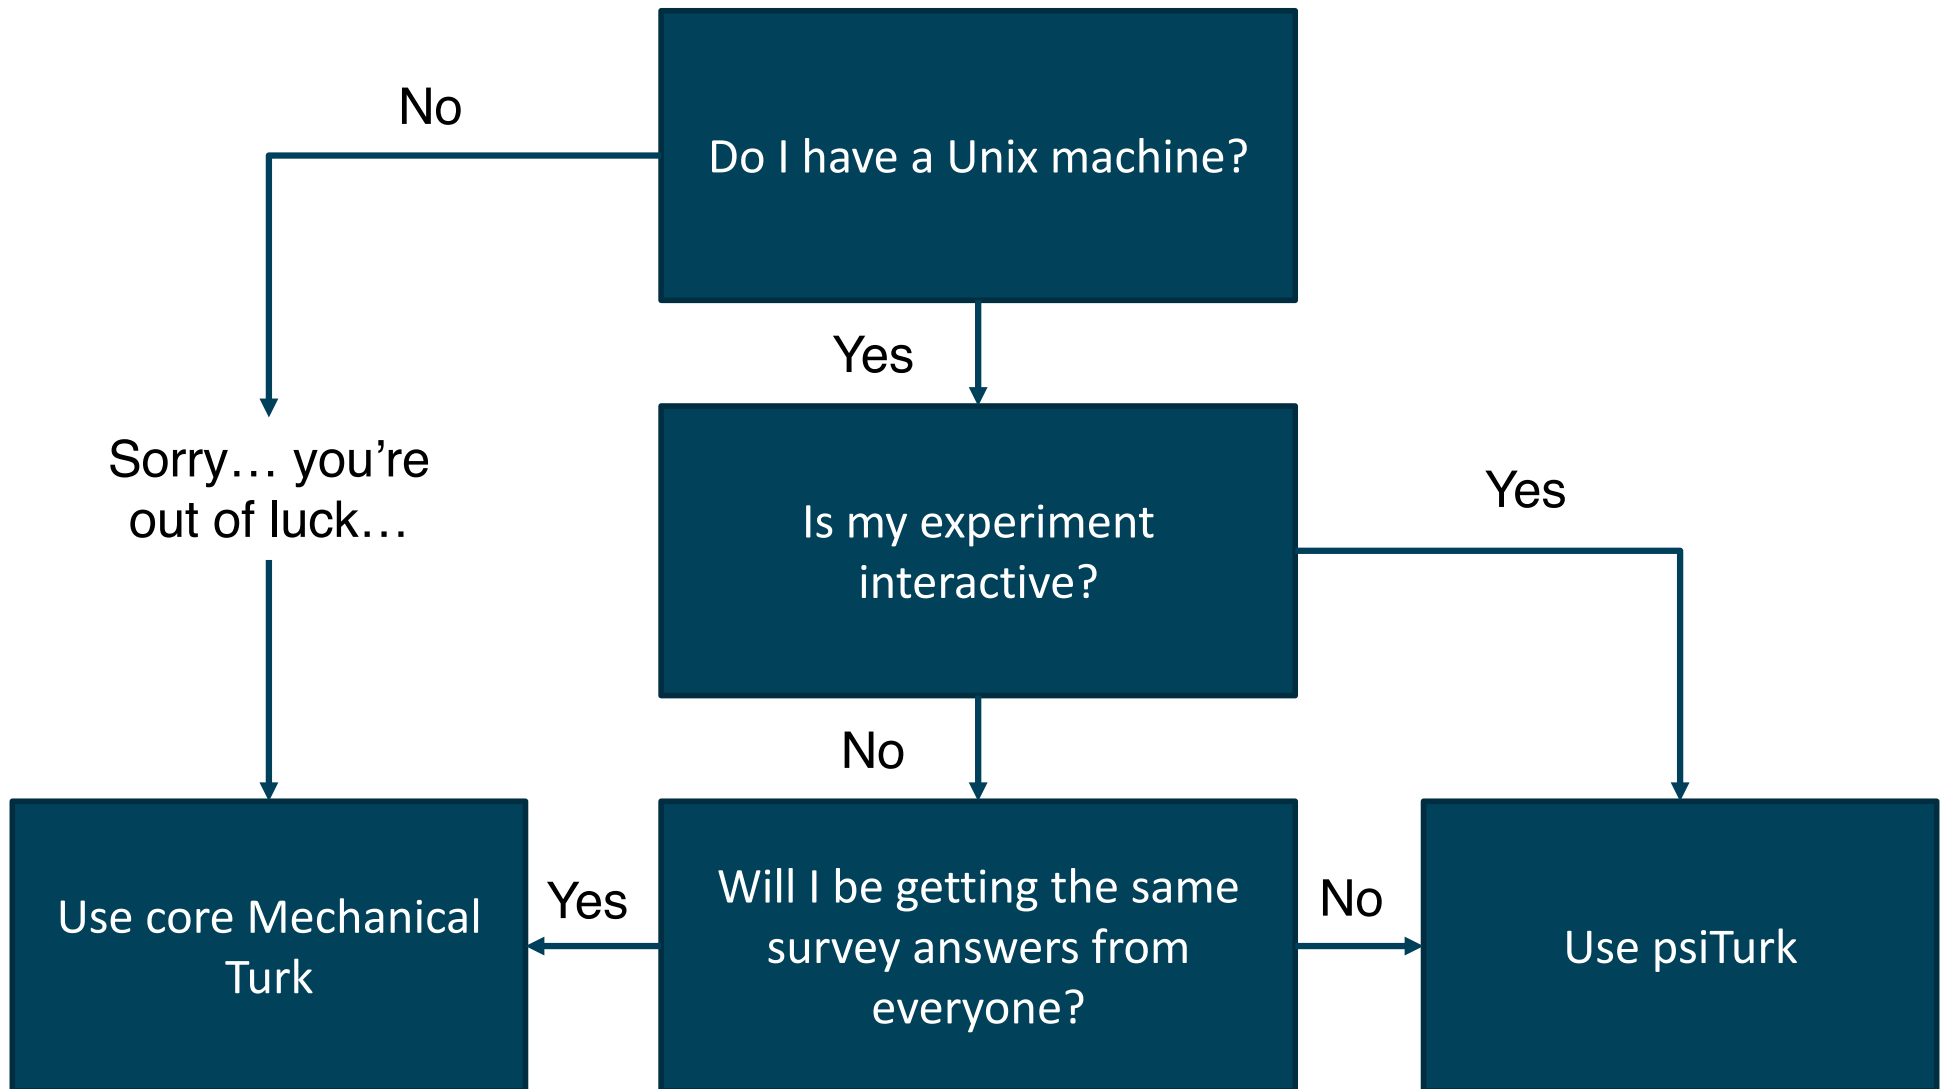 No
Do I have a Unix machine?
Yes
Sorry… you’re
out of luck…
Is my experiment
interactive?
Yes
No
Use core Mechanical
Turk
Yes
Will I be getting the same
survey answers from
everyone?
No
Use psiTurk